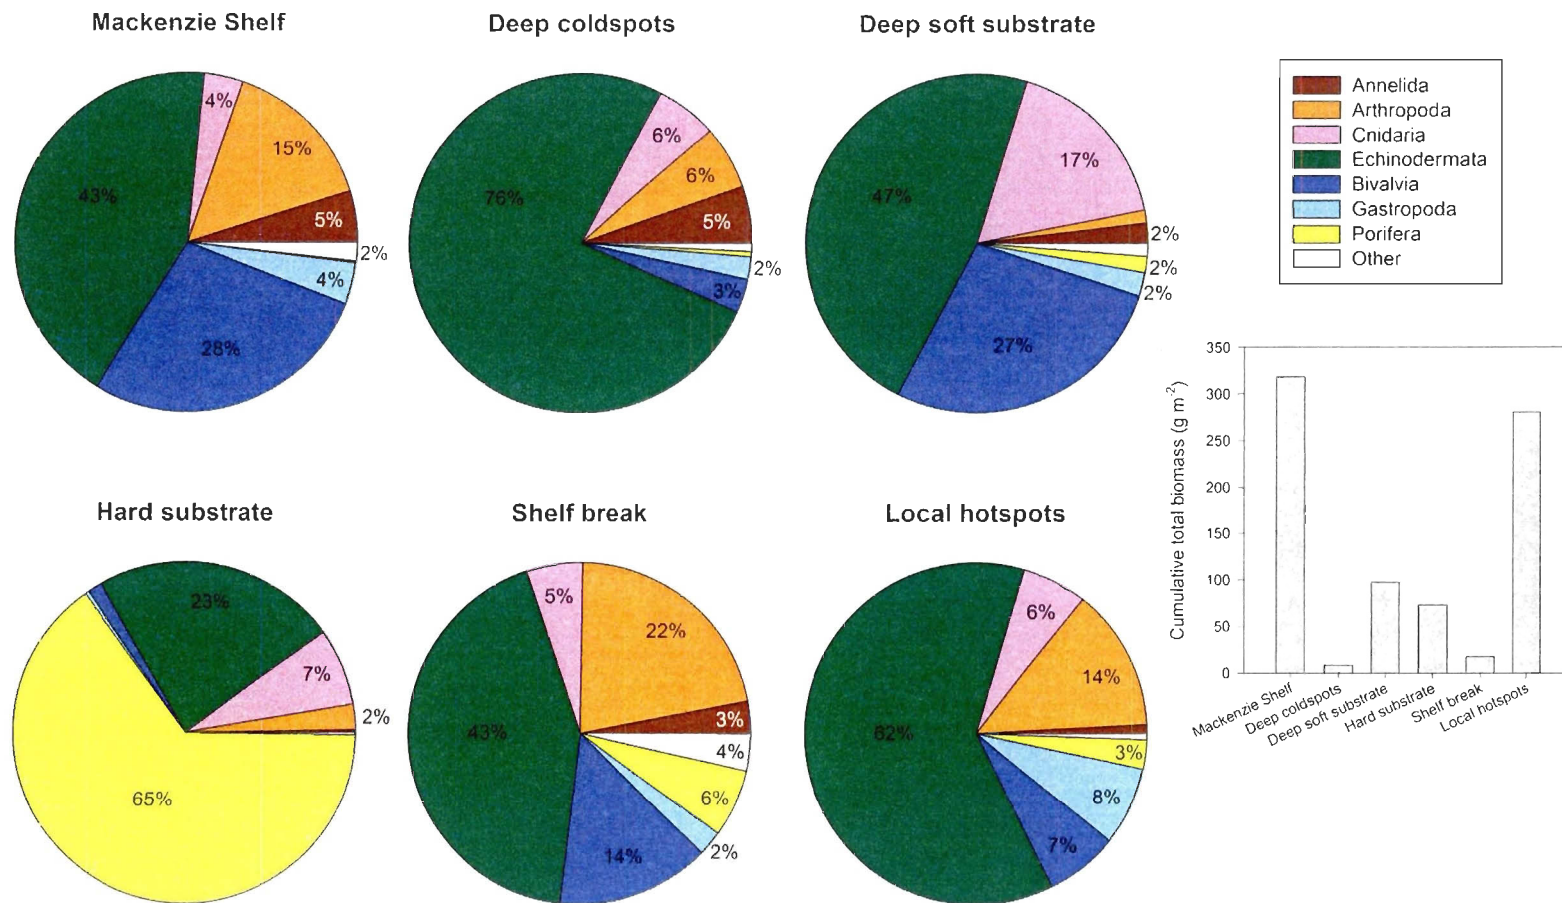 Mackenzie Shelf
4%
15%
43%
5%
2%
4%
28%
Deep coldspots
6%
6%
76%
5%
2%
3%
Deep soft substrate
17%
47%
2%
2%
2%
27%
Annelida
Arthropoda
Cnidaria
Echinodermata
Bivalvia
Gastropoda
Porifera
Other
Hard substrate
23%
7%
2%
65%
Shelf break
5%
22%
43%
3%
4%
6%
2%
14%
Local hotspots
6%
14%
62%
3%
8%
7%
Cumulative total biomass (g m-2)
350
300
250
200
150
100
50
0
Mackenzie Shelf
Deep coldspots
Deep soft substrate
Hard substrate
Shelf break
Local hotspots